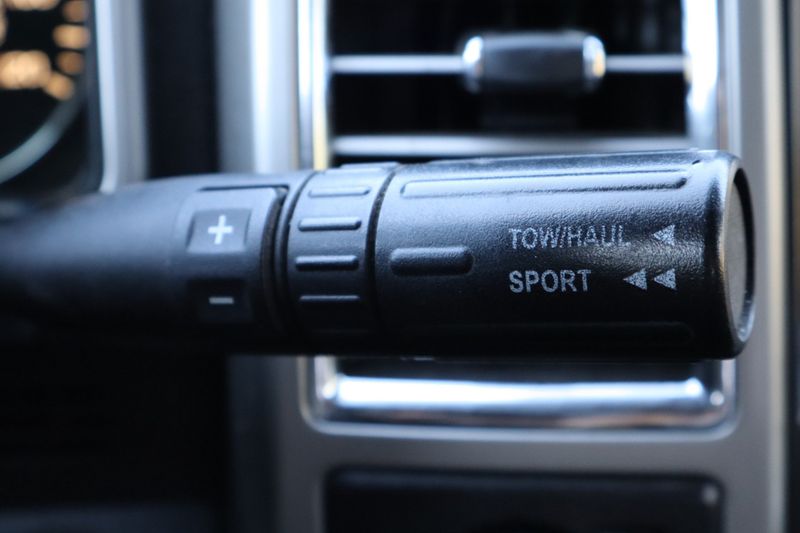 +
TOW/HAUL ◀
SPORT ◀◀
−